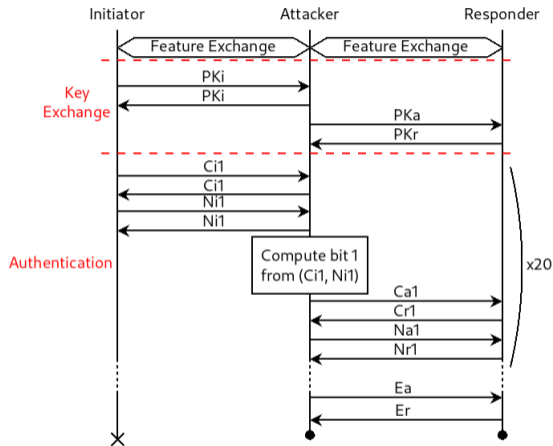 Initiator Attacker Responder
Feature Exchange Feature Exchange
PKi
Key
Exchange
PKi
PKa
PKr
Ci1
Ci1
Ni1
Ni1
Authentication
Compute bit 1
from (Ci1, Ni1)
x20
Ca1
Cr1
Na1
Nr1
Ea
Er